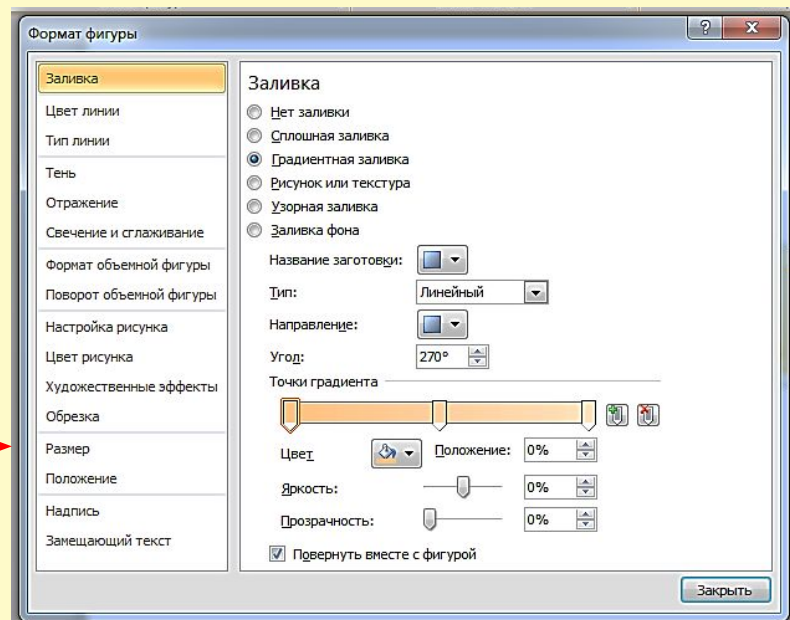 Формат фигуры
?
X
Заливка
Цвет линии
Тип линии
Тень
Отражение
Свечение и сглаживание
Формат объемной фигуры
Поворот объемной фигуры
Настройка рисунка
Цвет рисунка
Художественные эффекты
Обрезка
Размер
Положение
Надпись
Замещающий текст
Заливка
Нет заливки
Сплошная заливка
Градиентная заливка
Рисунок или текстура
Узорная заливка
Заливка фона
Название заготовки:
Тип: Линейный
Направление:
Угол: 270°
Точки градиента
Цвет Положение: 0%
Яркость: 0%
Прозрачность: 0%
Повернуть вместе с фигурой
Закрыть